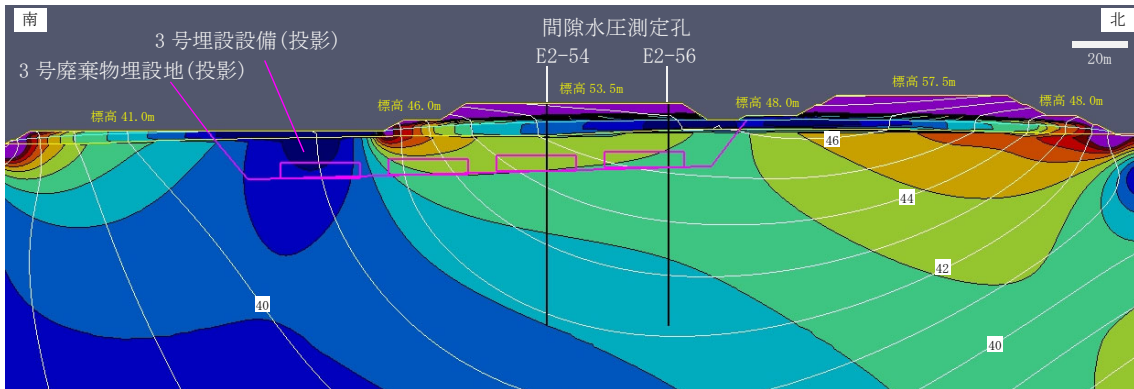 南
北
間隙水圧測定孔
3号埋設設備(投影)
E2-54
E2-56
20m
3号廃棄物埋設地(投影)
標高 53.5m
標高 57.5m
標高 41.0m
標高 46.0m
標高 48.0m
標高 48.0m
46
44
42
40
40